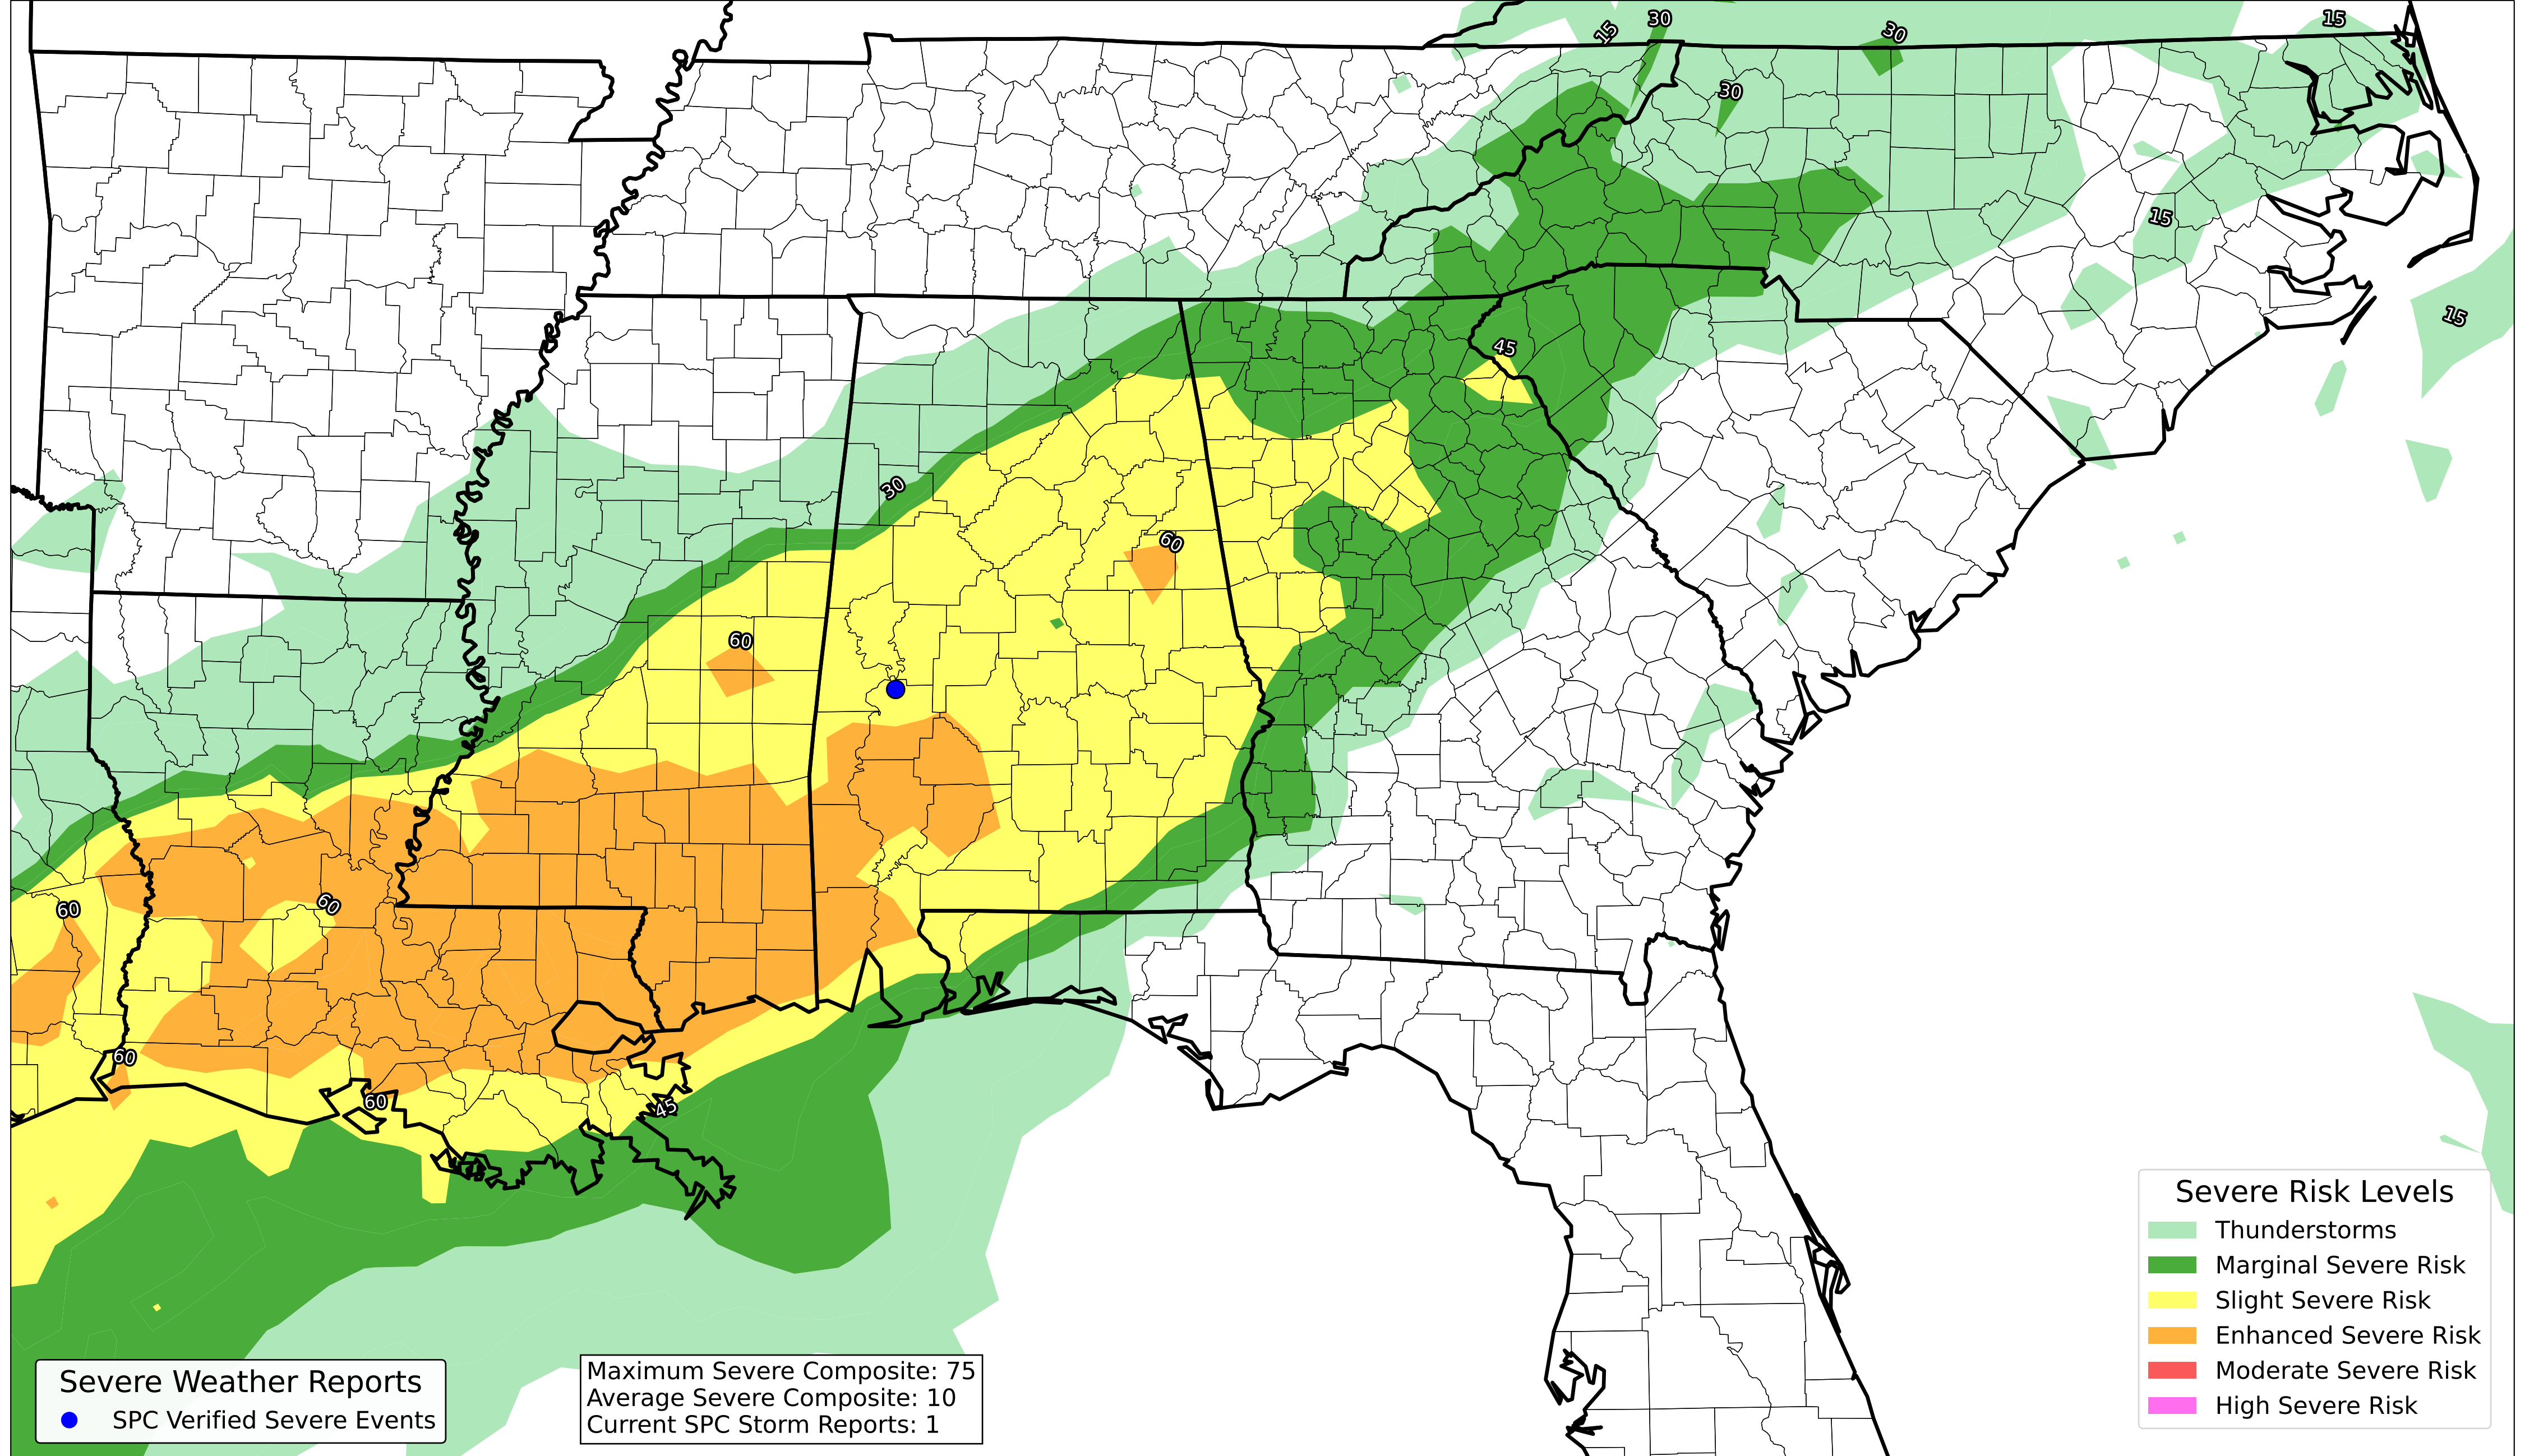 30
15
30
15
30
15
15
45
30
60
60
60
60
60
60
45
Severe Risk Levels
Thunderstorms
Marginal Severe Risk
Slight Severe Risk
Enhanced Severe Risk
Moderate Severe Risk
High Severe Risk
Severe Weather Reports
SPC Verified Severe Events
Maximum Severe Composite: 75
Average Severe Composite: 10
Current SPC Storm Reports: 1